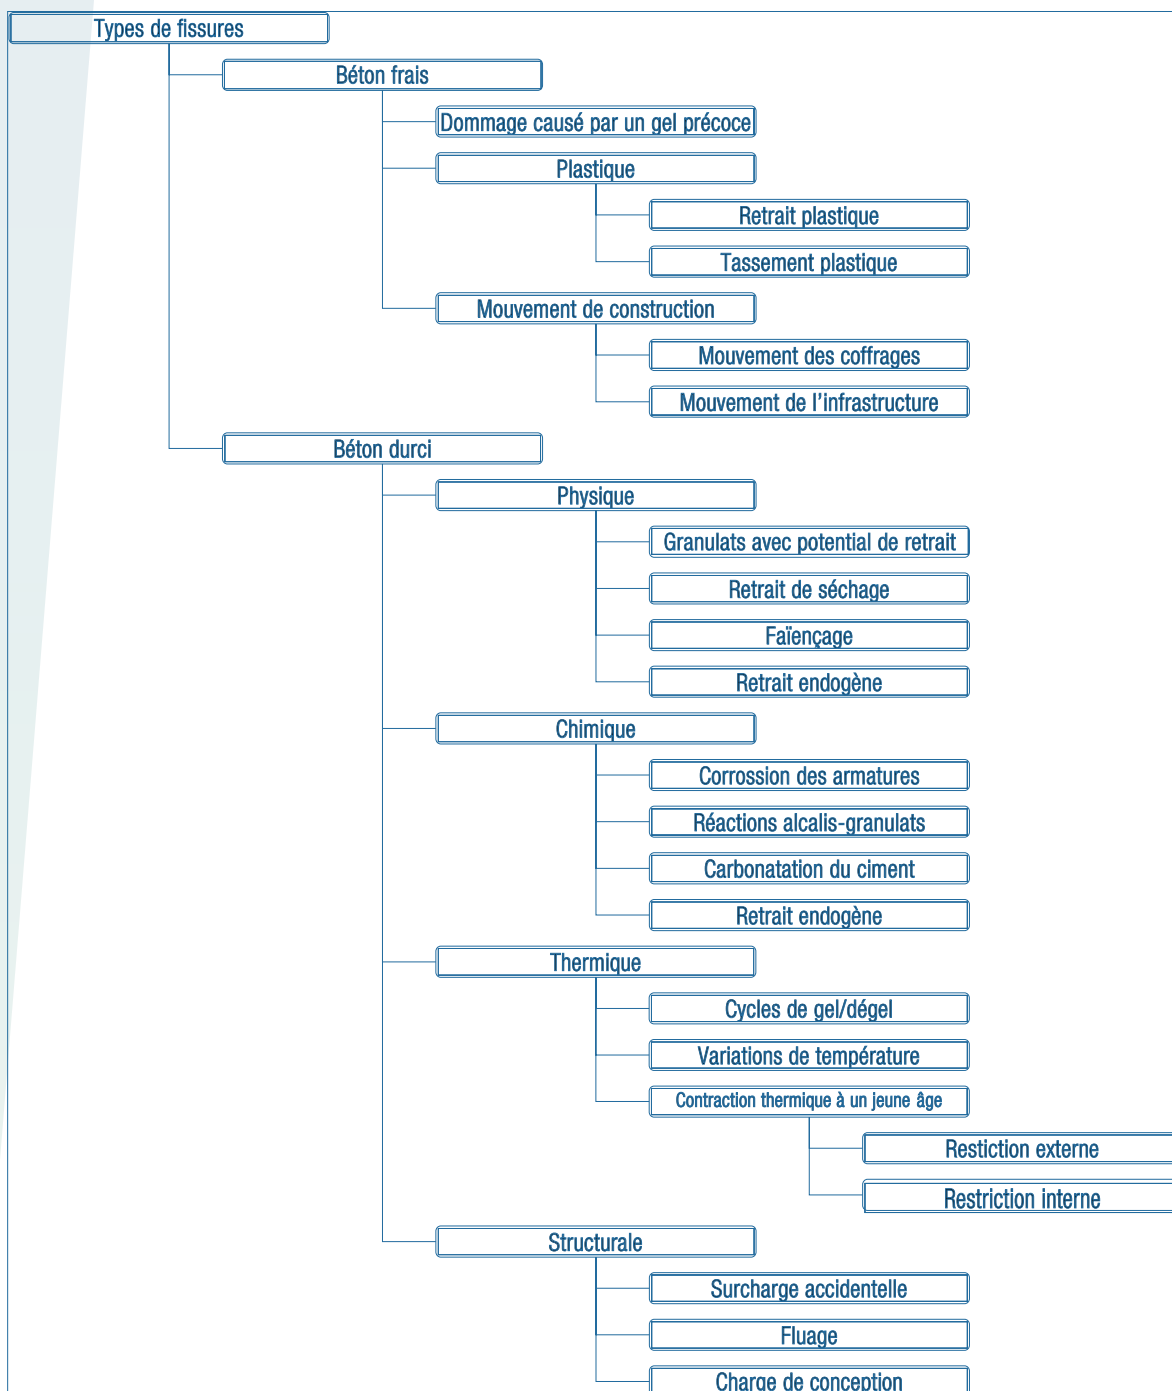 Types de fissures
Béton frais
Dommage causé par un gel précoce
Plastique
Retrait plastique
Tassement plastique
Mouvement de construction
Mouvement des coffrages
Mouvement de l'infrastructure
Béton durci
Physique
Granulats avec potential de retrait
Retrait de séchage
Faïençage
Retrait endogène
Chimique
Corrossion des armatures
Réactions alcalis-granulats
Carbonatation du ciment
Retrait endogène
Thermique
Cycles de gel/dégel
Variations de température
Contraction thermique à un jeune âge
Restiction externe
Restriction interne
Structurale
Surcharge accidentelle
Fluage
Charge de conception